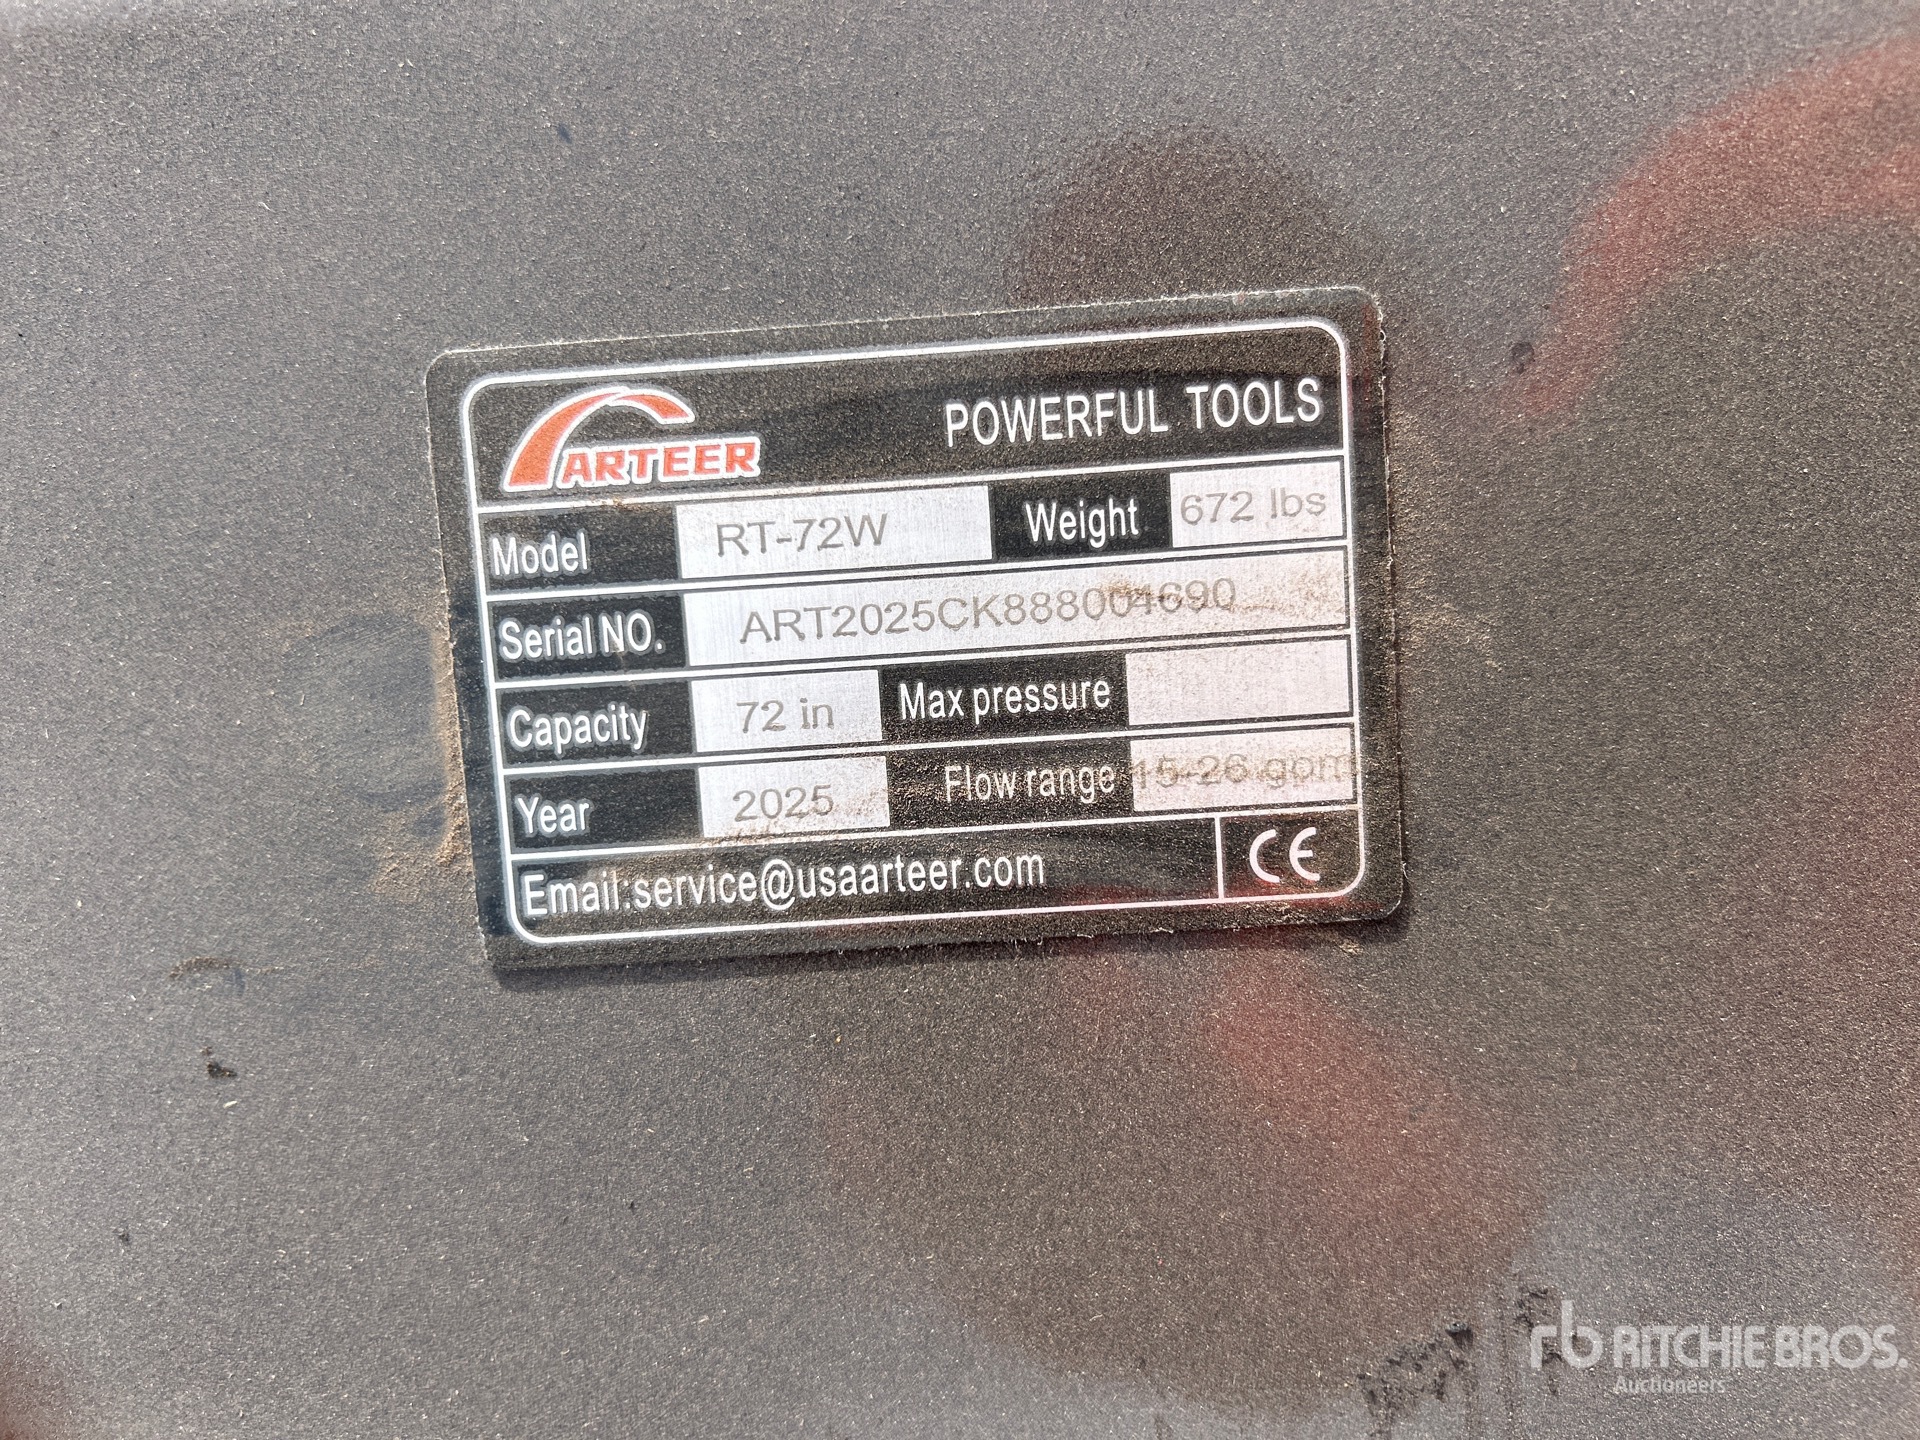 ARTEER
POWERFUL TOOLS
Model RT-72W Weight 672 lbs
Serial NO. ART2025CK888004690
Capacity 72 in Max pressure
Year 2025 Flow range 15-26 gpm
Email:service@usaarteer.com CE
rb RITCHIE BROS.
Auctioneers